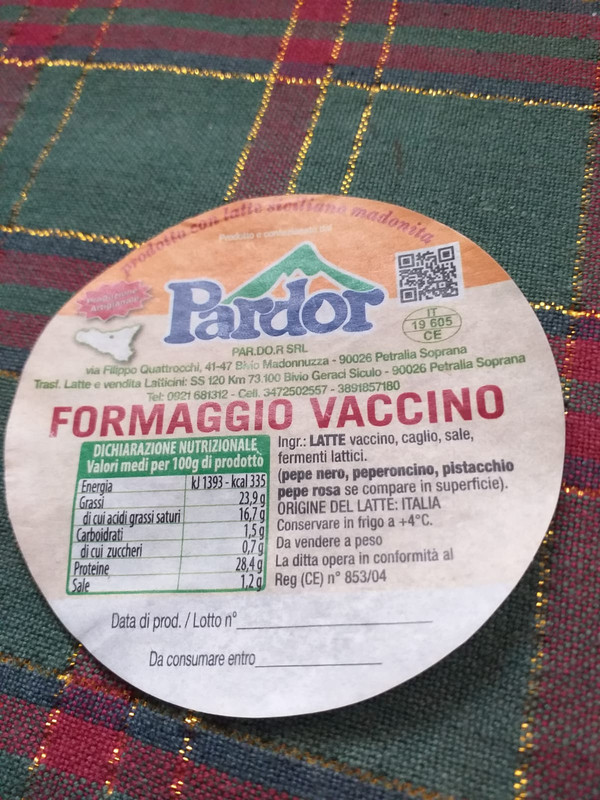 prodotto con latte siciliano madonita
Prodotto e confezionato da:
Pardor
Produzione
Artigianale
IT
19 605
CE
PAR.DO.R SRL
via Filippo Quattrocchi, 41-47 Bivio Madonnuzza - 90026 Petralia Soprana
Trasf. Latte e vendita Latticini: SS 120 Km 73.100 Bivio Geraci Siculo - 90026 Petralia Soprana
Tel: 0921 681312 - Cell. 3472502557 - 3891857180
FORMAGGIO VACCINO
DICHIARAZIONE NUTRIZIONALE
Valori medi per 100g di prodotto
Energia kJ 1393 - kcal 335
Grassi 23,9 g
di cui acidi grassi saturi 16,7 g
Carboidrati 1,5 g
di cui zuccheri 0,7 g
Proteine 28,4 g
Sale 1,2 g
Ingr.: LATTE vaccino, caglio, sale,
fermenti lattici.
(pepe nero, peperoncino, pistacchio
pepe rosa se compare in superficie).
ORIGINE DEL LATTE: ITALIA
Conservare in frigo a +4°C.
Da vendere a peso
La ditta opera in conformità al
Reg (CE) n° 853/04
Data di prod. / Lotto n°
Da consumare entro